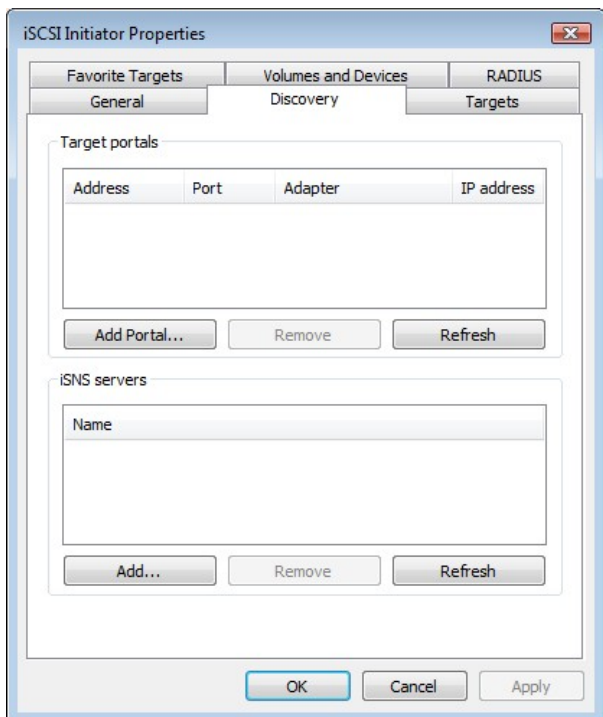 iSCSI Initiator Properties
Favorite Targets Volumes and Devices RADIUS
General Discovery Targets
Target portals
Address Port Adapter IP address
Add Portal... Remove Refresh
iSNS servers
Name
Add... Remove Refresh
OK Cancel Apply